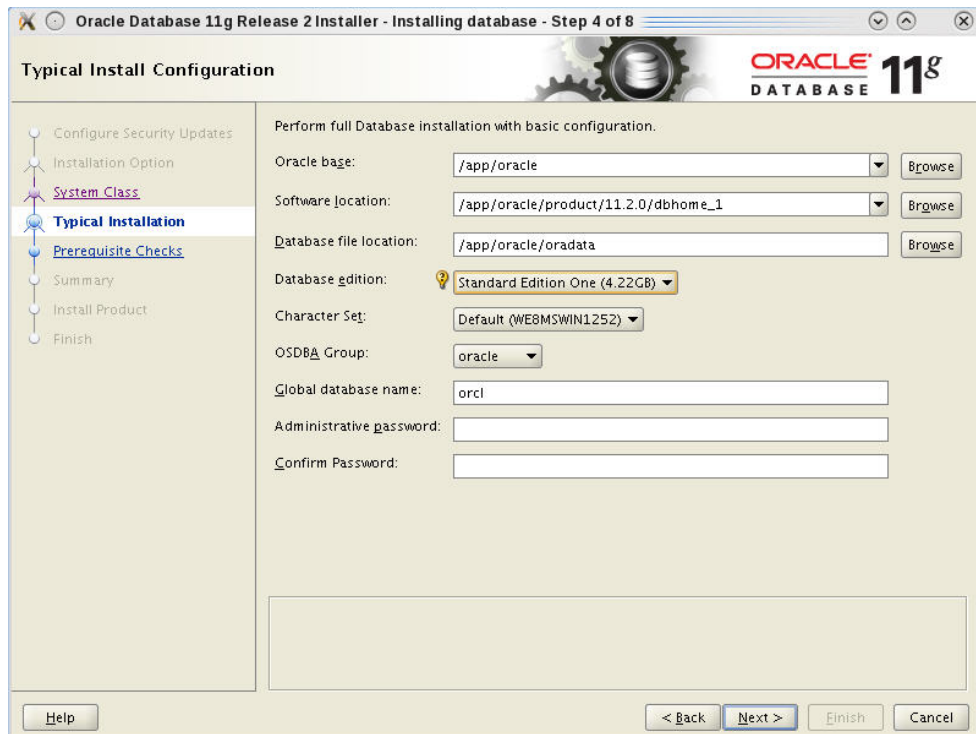 Oracle Database 11g Release 2 Installer - Installing database - Step 4 of 8
Typical Install Configuration
ORACLE
DATABASE
11g
Configure Security Updates
Installation Option
System Class
Typical Installation
Prerequisite Checks
Summary
Install Product
Finish
Perform full Database installation with basic configuration.
Oracle base: /app/oracle Browse
Software location: /app/oracle/product/11.2.0/dbhome_1 Browse
Database file location: /app/oracle/oradata Browse
Database edition: Standard Edition One (4.22GB)
Character Set: Default (WE8MSWIN1252)
OSDBA Group: oracle
Global database name: orcl
Administrative password:
Confirm Password:
Help < Back Next > Finish Cancel